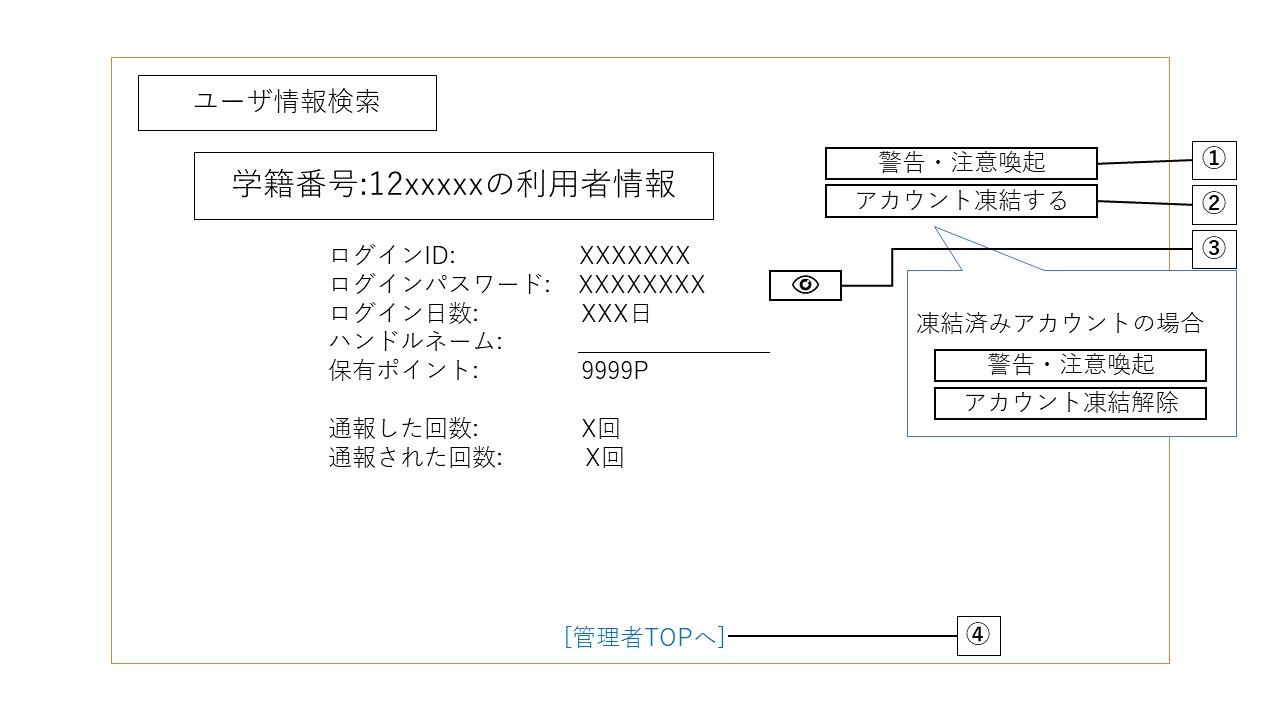 ユーザ情報検索
学籍番号:12xxxxxの利用者情報
警告・注意喚起
①
アカウント凍結する
②
③
ログインID: XXXXXXX
ログインパスワード: XXXXXXXX
ログイン日数: XXX日
ハンドルネーム:
保有ポイント: 9999P
凍結済みアカウントの場合
警告・注意喚起
アカウント凍結解除
通報した回数: X回
通報された回数: X回
[管理者TOPへ]
④